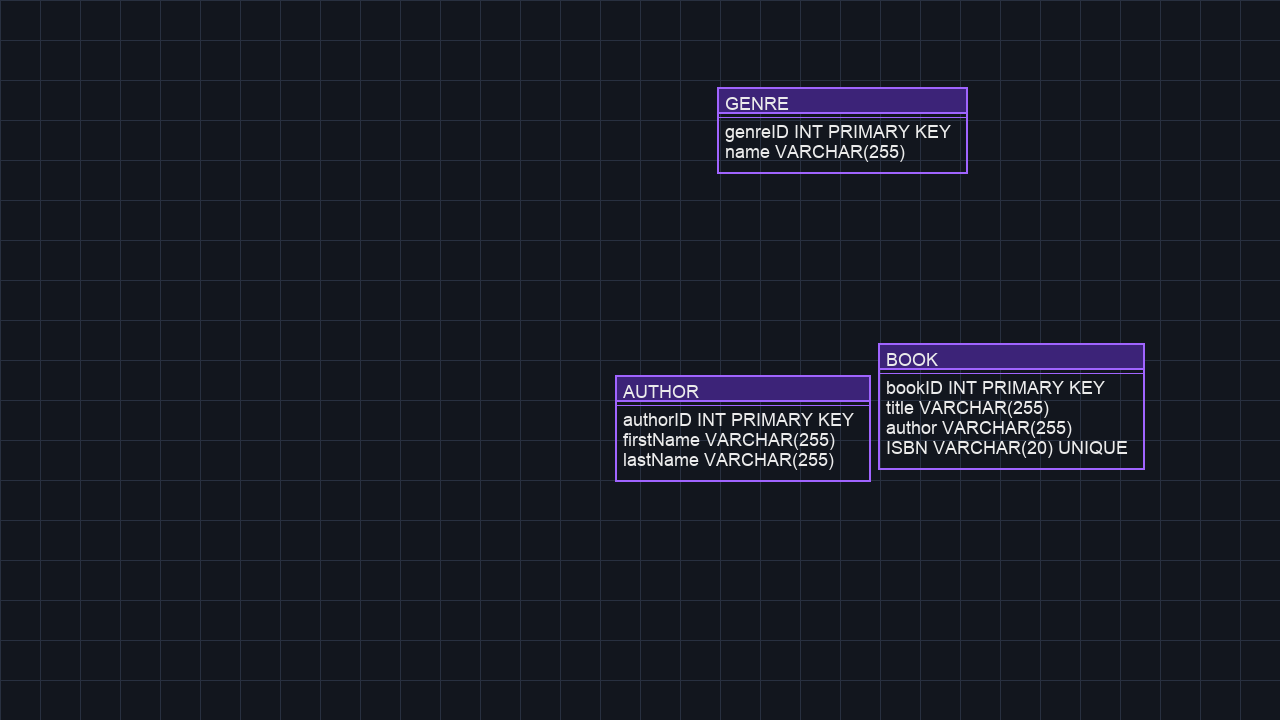 GENRE
genreID INT PRIMARY KEY
name VARCHAR(255)
AUTHOR
authorID INT PRIMARY KEY
firstName VARCHAR(255)
lastName VARCHAR(255)
BOOK
bookID INT PRIMARY KEY
title VARCHAR(255)
author VARCHAR(255)
ISBN VARCHAR(20) UNIQUE